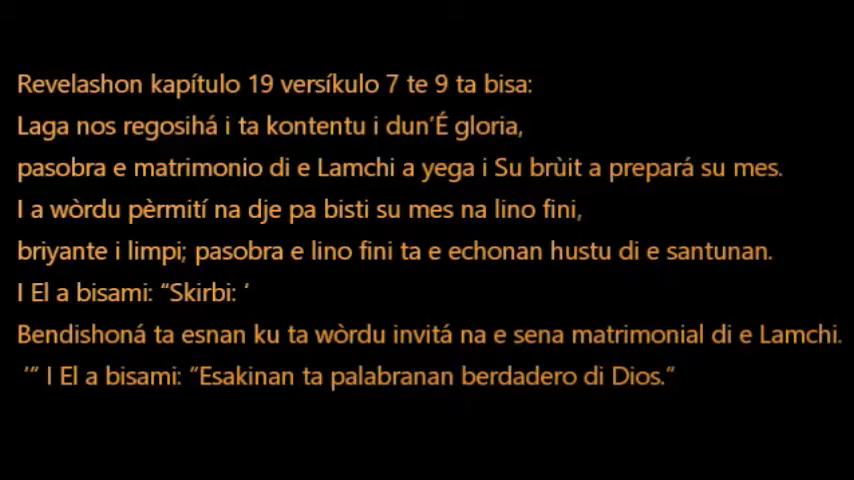 Revelashon kapítulo 19 versíkulo 7 te 9 ta bisa:
Laga nos regosihá i ta kontentu i dun’É gloria,
pasobra e matrimonio di e Lamchi a yega i Su brùit a prepará su mes.
I a wòrdu pèrmití na dje pa bisti su mes na lino fini,
briyante i limpi; pasobra e lino fini ta e echonan hustu di e santunan.
I El a bisami: “Skirbi: ‘
Bendishoná ta esnan ku ta wòrdu invitá na e sena matrimonial di e Lamchi.
’” I El a bisami: “Esakinan ta palabranan berdadero di Dios.”